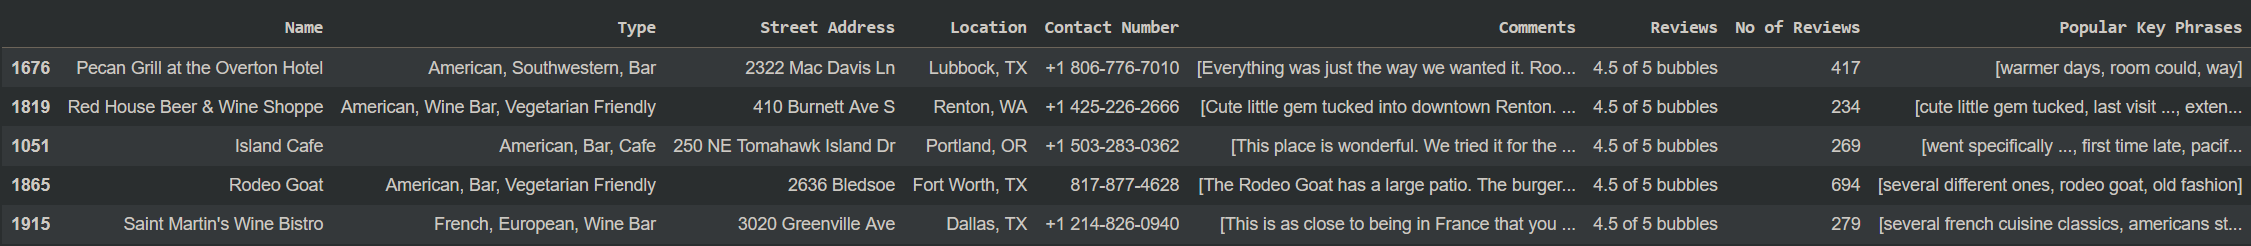 Name Type Street Address Location Contact Number Comments Reviews No of Reviews Popular Key Phrases
1676 Pecan Grill at the Overton Hotel American, Southwestern, Bar 2322 Mac Davis Ln Lubbock, TX +1 806-776-7010 [Everything was just the way we wanted it. Roo... 4.5 of 5 bubbles 417 [warmer days, room could, way]
1819 Red House Beer & Wine Shoppe American, Wine Bar, Vegetarian Friendly 410 Burnett Ave S Renton, WA +1 425-226-2666 [Cute little gem tucked into downtown Renton. ... 4.5 of 5 bubbles 234 [cute little gem tucked, last visit ..., exten...
1051 Island Cafe American, Bar, Cafe 250 NE Tomahawk Island Dr Portland, OR +1 503-283-0362 [This place is wonderful. We tried it for the ... 4.5 of 5 bubbles 269 [went specifically ..., first time late, pacif...
1865 Rodeo Goat American, Bar, Vegetarian Friendly 2636 Bledsoe Fort Worth, TX 817-877-4628 [The Rodeo Goat has a large patio. The burger... 4.5 of 5 bubbles 694 [several different ones, rodeo goat, old fashion]
1915 Saint Martin's Wine Bistro French, European, Wine Bar 3020 Greenville Ave Dallas, TX +1 214-826-0940 [This is as close to being in France that you ... 4.5 of 5 bubbles 279 [several french cuisine classics, americans st...